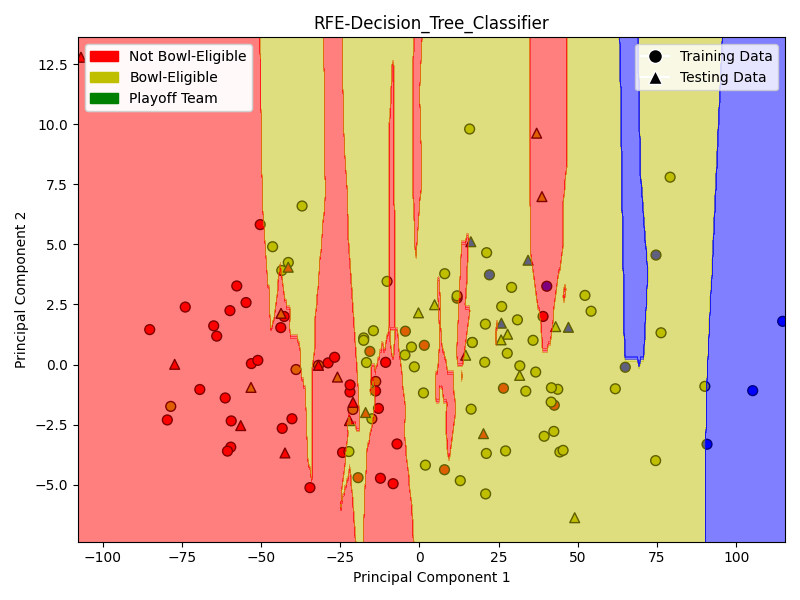 RFE-Decision_Tree_Classifier
Not Bowl-Eligible
Bowl-Eligible
Playoff Team
Training Data
Testing Data
12.5
10.0
7.5
5.0
2.5
0.0
−2.5
−5.0
Principal Component 2
−100
−75
−50
−25
0
25
50
75
100
Principal Component 1